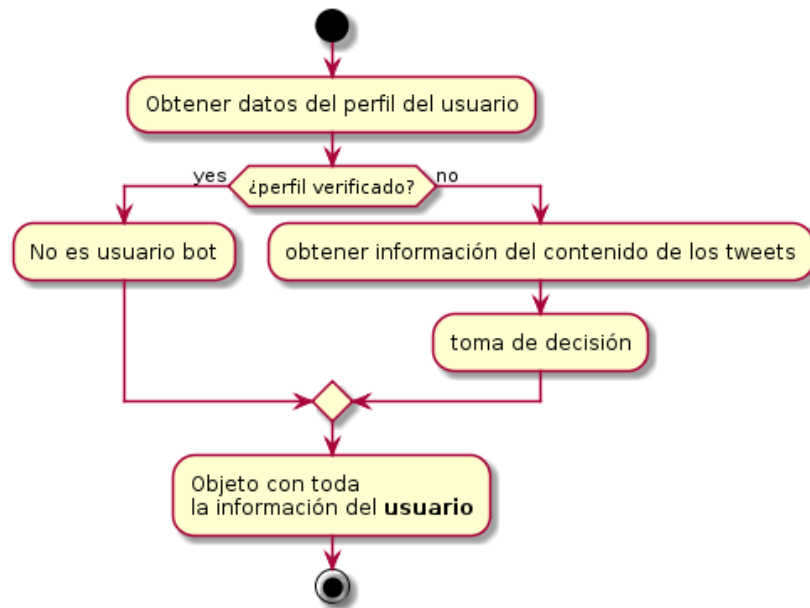 Obtener datos del perfil del usuario
yes
¿perfil verificado?
no
No es usuario bot
obtener información del contenido de los tweets
toma de decisión
Objeto con toda
la información del usuario